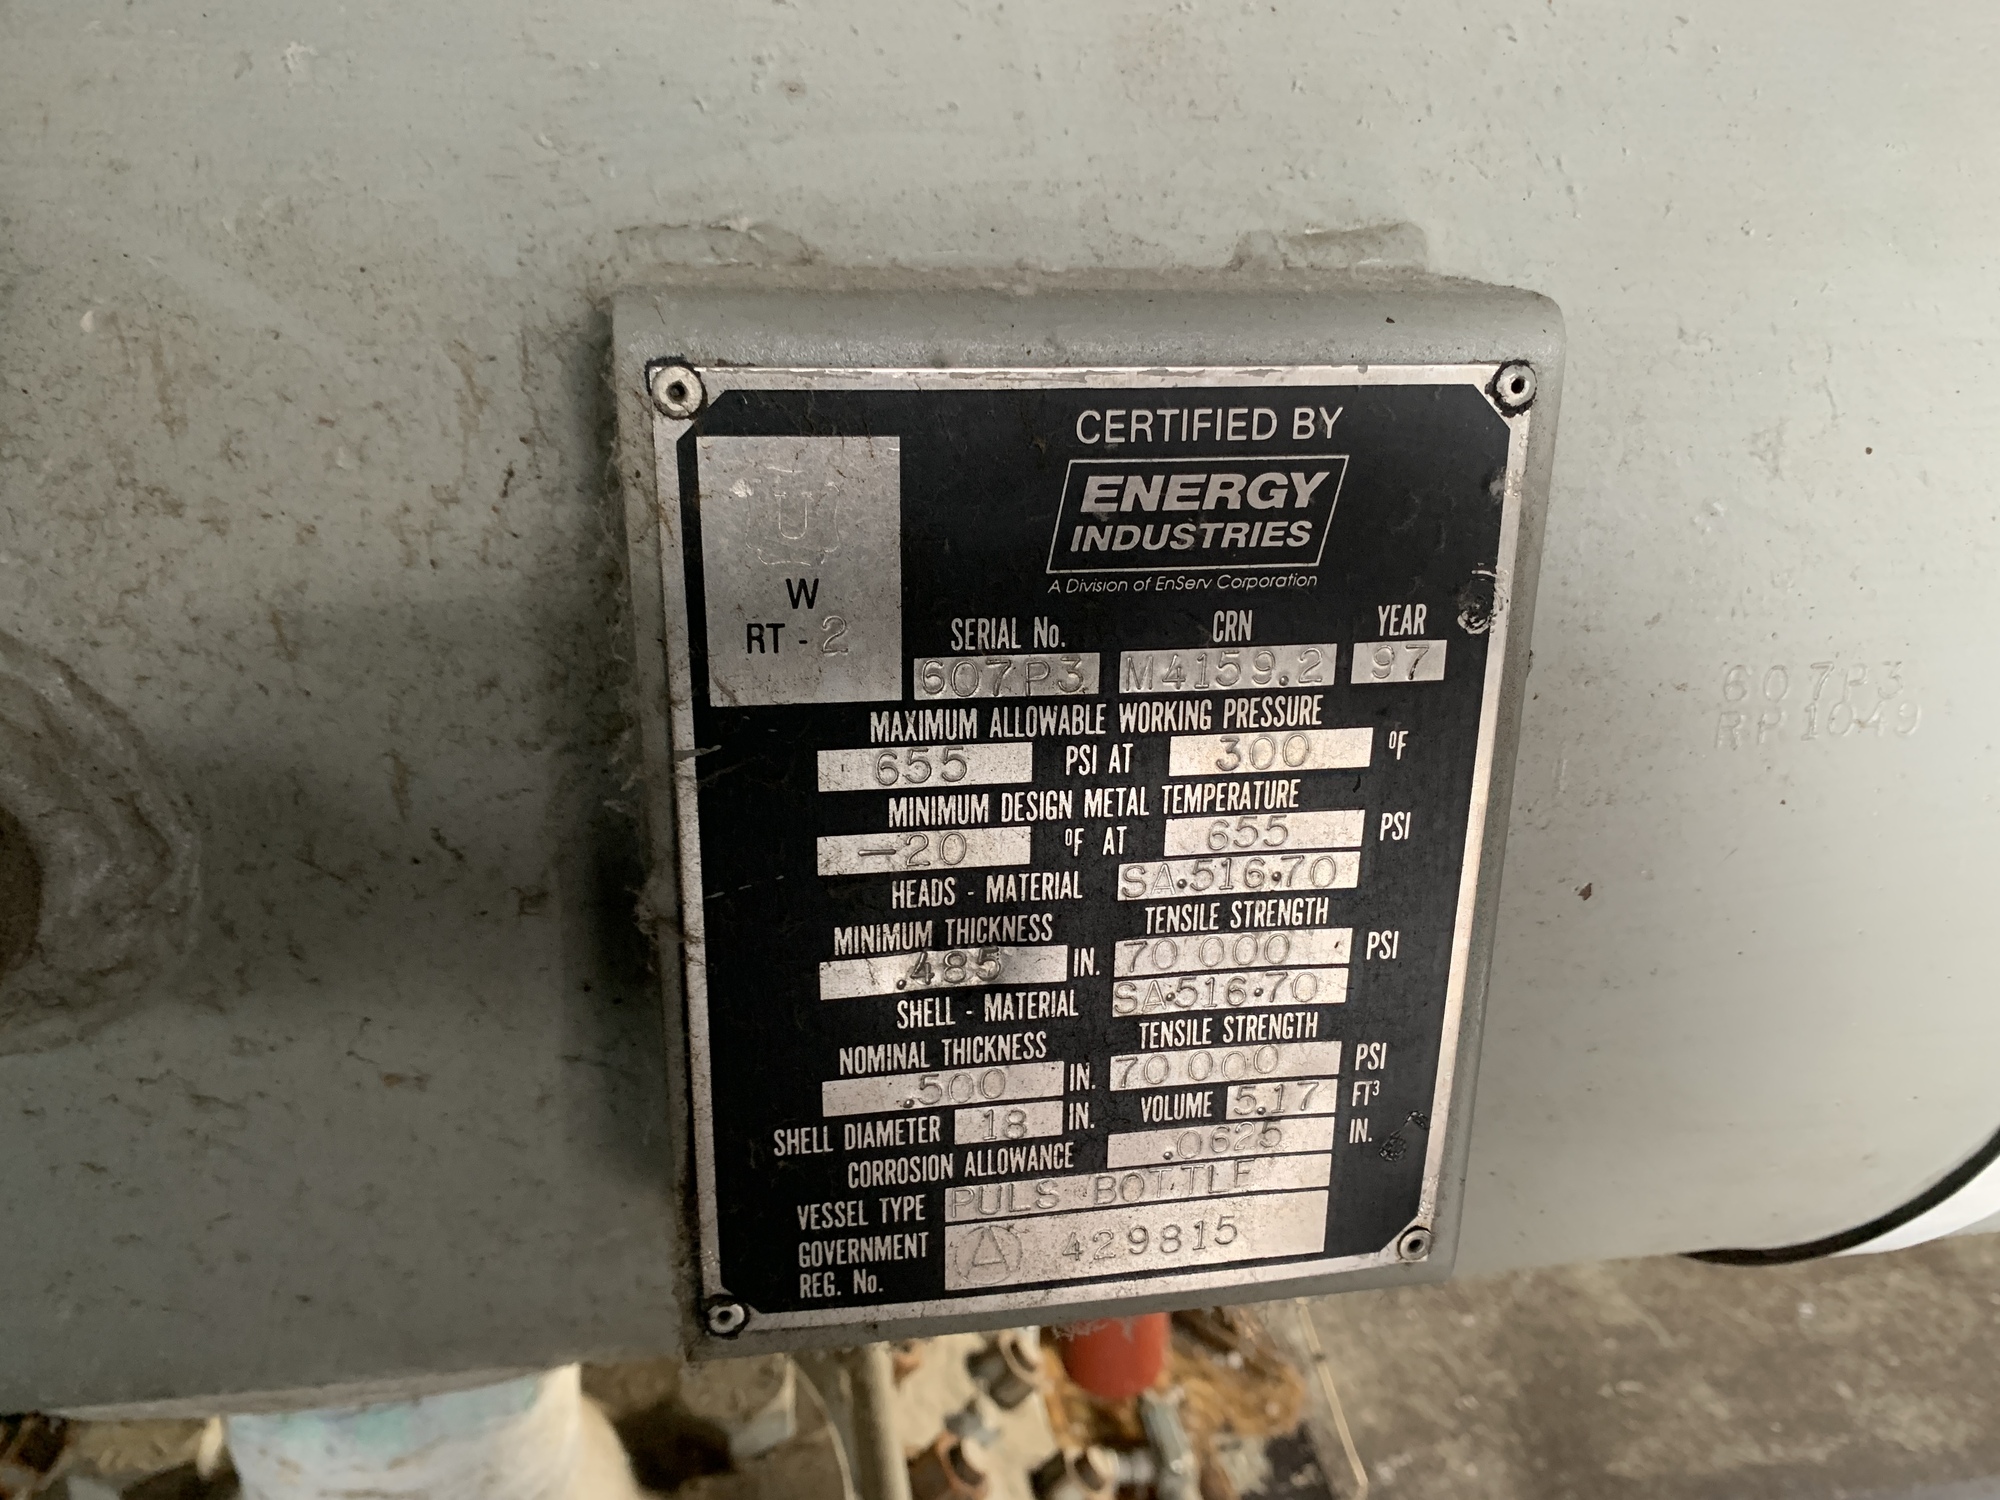 CERTIFIED BY
ENERGY
INDUSTRIES
A Division of EnServ Corporation
U
W
RT - 2
SERIAL No. CRN YEAR
607P3 M4159.2 97
MAXIMUM ALLOWABLE WORKING PRESSURE
655 PSI AT 300 °F
MINIMUM DESIGN METAL TEMPERATURE
-20 °F AT 655 PSI
HEADS - MATERIAL SA.516.70
MINIMUM THICKNESS TENSILE STRENGTH
.485 IN. 70 000 PSI
SHELL - MATERIAL SA.516.70
NOMINAL THICKNESS TENSILE STRENGTH
.500 IN. 70 000 PSI
SHELL DIAMETER 18 IN. VOLUME 5.17 FT³
CORROSION ALLOWANCE .0625 IN.
VESSEL TYPE PULS BOTTLE
GOVERNMENT
REG. No. A 429815
607P3
RP1049